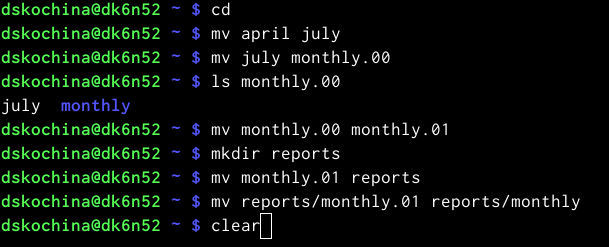 dskochina@dk6n52 ~ $ cd
dskochina@dk6n52 ~ $ mv april july
dskochina@dk6n52 ~ $ mv july monthly.00
dskochina@dk6n52 ~ $ ls monthly.00
july  monthly
dskochina@dk6n52 ~ $ mv monthly.00 monthly.01
dskochina@dk6n52 ~ $ mkdir reports
dskochina@dk6n52 ~ $ mv monthly.01 reports
dskochina@dk6n52 ~ $ mv reports/monthly.01 reports/monthly
dskochina@dk6n52 ~ $ clear